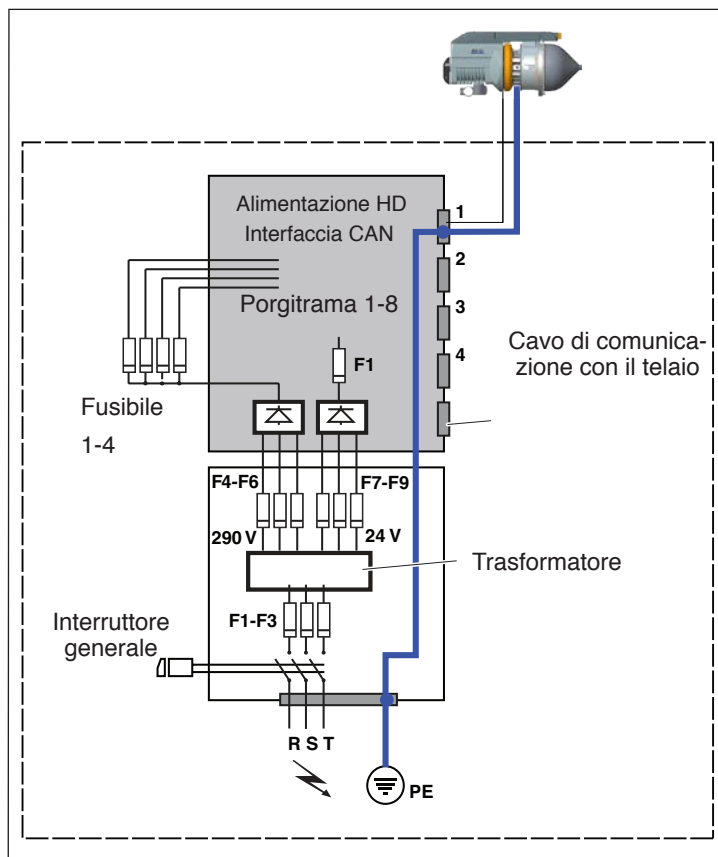 Alimentazione HD
Interfaccia CAN
1
2
Porgitrama 1-8
3
Cavo di comunica-
zione con il telaio
4
F1
Fusibile
1-4
F4-F6
F7-F9
290 V
24 V
Trasformatore
F1-F3
Interruttore
generale
R S T
PE